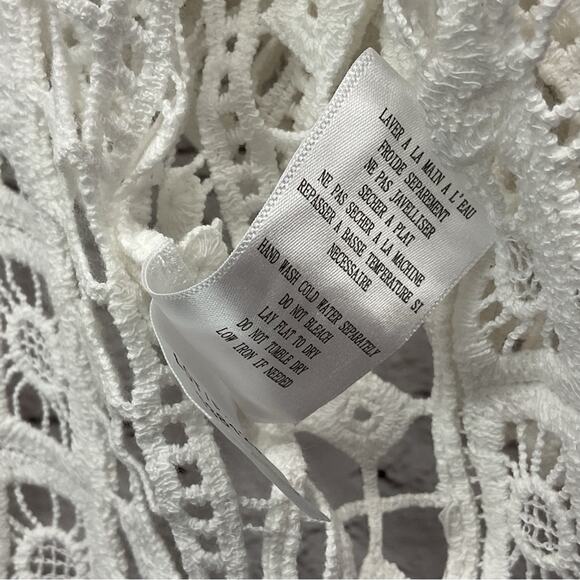 LAVER A LA MAIN A L'EAU
FROIDE SEPAREMENT
NE PAS JAVELLISER
SECHER A PLAT
NE PAS SECHER A LA MACHINE
REPASSER A BASSE TEMPERATURE SI
NECESSAIRE
HAND WASH COLD WATER SEPARATELY
DO NOT BLEACH
LAY FLAT TO DRY
DO NOT TUMBLE DRY
LOW IRON IF NEEDED